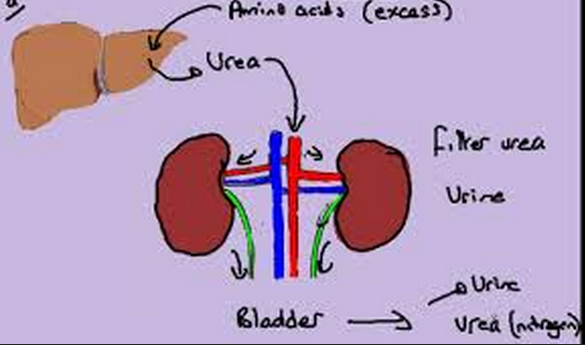 Amino acids (excess)
Urea
Filter urea
Urine
Bladder
Urine
Urea (nitrogen)